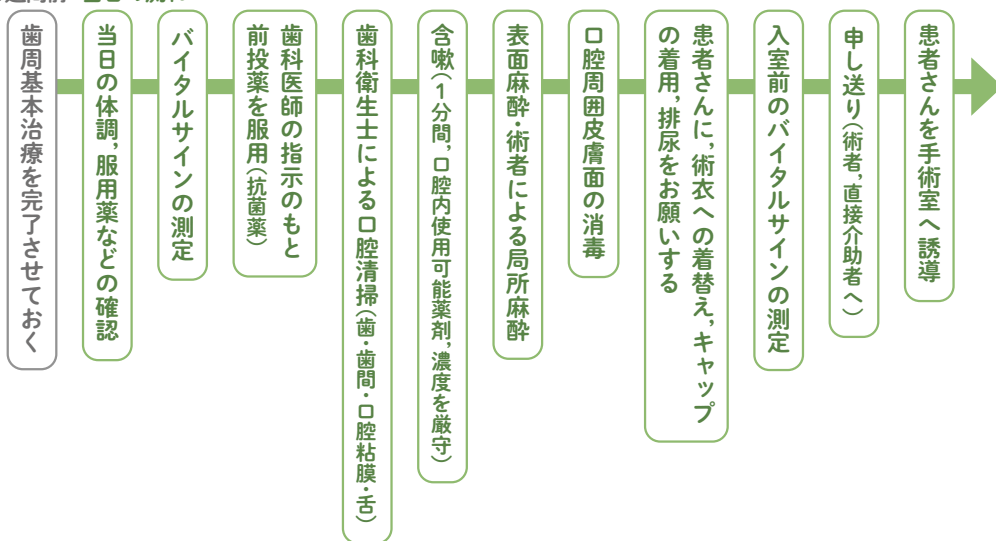 歯周基本治療を完了させておく
当日の体調，服用薬などの確認
バイタルサインの測定
歯科医師の指示のもと
前投薬を服用（抗菌薬）
歯科衛生士による口腔清掃（歯・歯間・口腔粘膜・舌）
含嗽（1分間，口腔内使用可能薬剤，濃度を厳守）
表面麻酔・術者による局所麻酔
口腔周囲皮膚面の消毒
患者さんに，術衣への着替え，キャップ
の着用，排尿をお願いする
入室前のバイタルサインの測定
申し送り（術者，直接介助者へ）
患者さんを手術室へ誘導